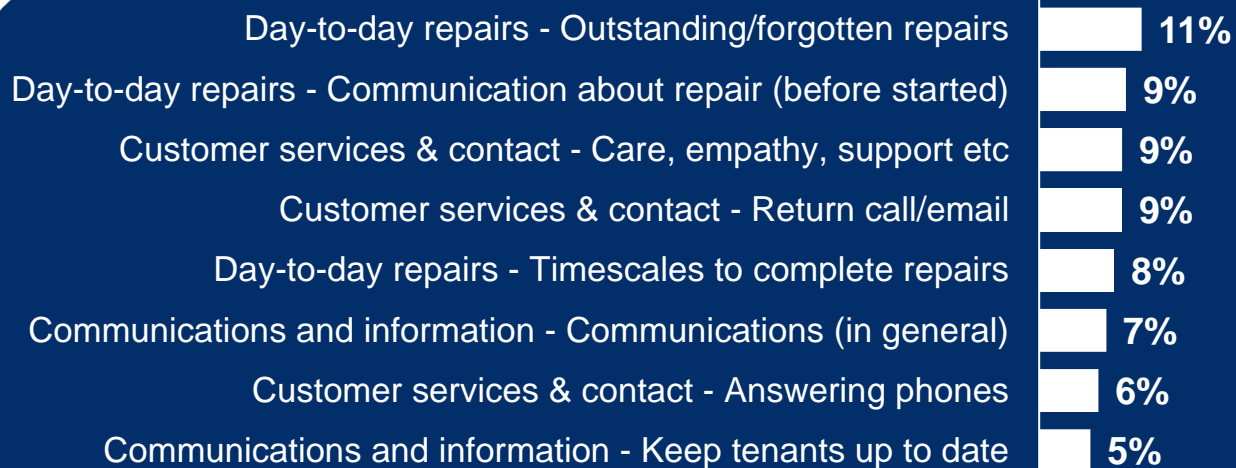 Day-to-day repairs - Outstanding/forgotten repairs 11%
Day-to-day repairs - Communication about repair (before started) 9%
Customer services & contact - Care, empathy, support etc 9%
Customer services & contact - Return call/email 9%
Day-to-day repairs - Timescales to complete repairs 8%
Communications and information - Communications (in general) 7%
Customer services & contact - Answering phones 6%
Communications and information - Keep tenants up to date 5%